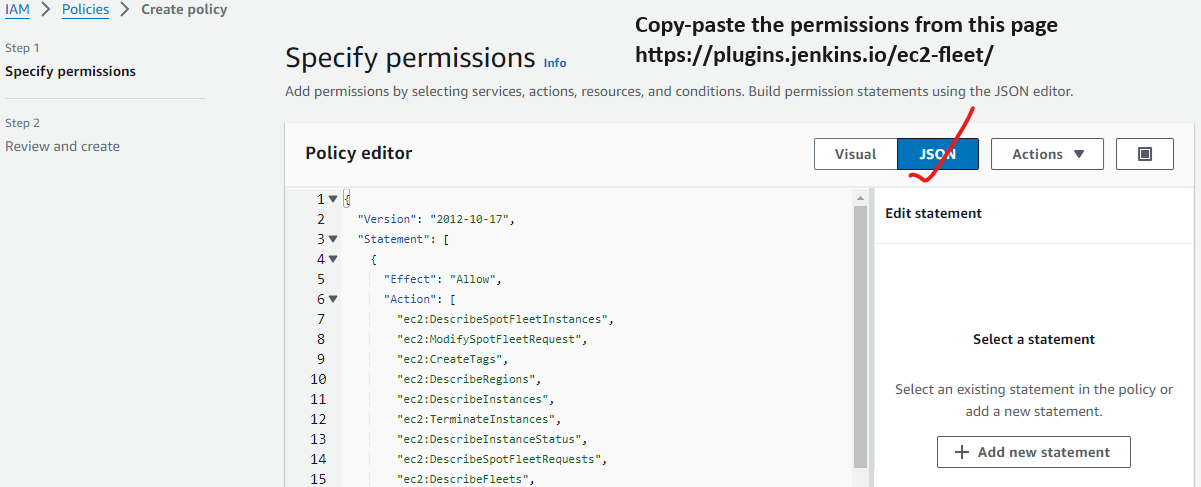 IAM > Policies > Create policy
Copy-paste the permissions from this page
https://plugins.jenkins.io/ec2-fleet/
Step 1
Specify permissions
Step 2
Review and create
Specify permissions Info
Add permissions by selecting services, actions, resources, and conditions. Build permission statements using the JSON editor.
Policy editor
Visual
JSON
Actions
1 {
2 "Version": "2012-10-17",
3 "Statement": [
4 {
5 "Effect": "Allow",
6 "Action": [
7 "ec2:DescribeSpotFleetInstances",
8 "ec2:ModifySpotFleetRequest",
9 "ec2:CreateTags",
10 "ec2:DescribeRegions",
11 "ec2:DescribeInstances",
12 "ec2:TerminateInstances",
13 "ec2:DescribeInstanceStatus",
14 "ec2:DescribeSpotFleetRequests",
15 "ec2:DescribeFleets",
Edit statement
Select a statement
Select an existing statement in the policy or
add a new statement.
+ Add new statement